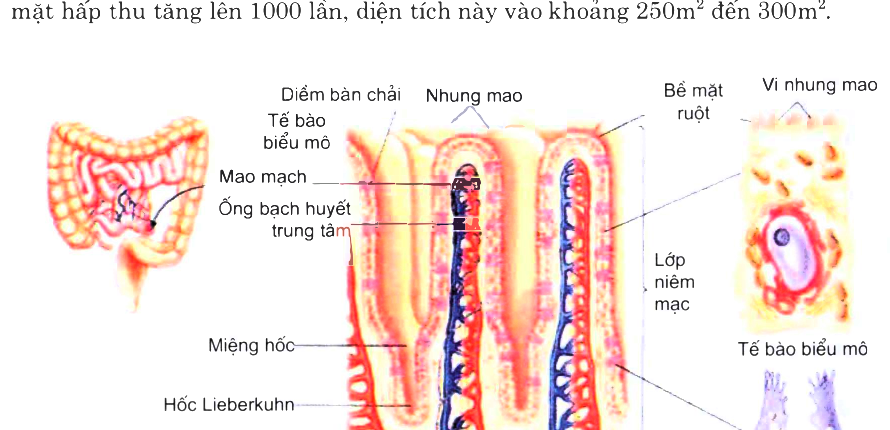 mặt hấp thu tăng lên 1000 lần, diện tích này vào khoảng 250m² đến 300m².
Diềm bàn chải
Nhung mao
Bề mặt
ruột
Vi nhung mao
Tế bào
biểu mô
Mao mạch
Ống bạch huyết
trung tâm
Lớp
niêm
mạc
Miệng hốc
Tế bào biểu mô
Hốc Lieberkuhn